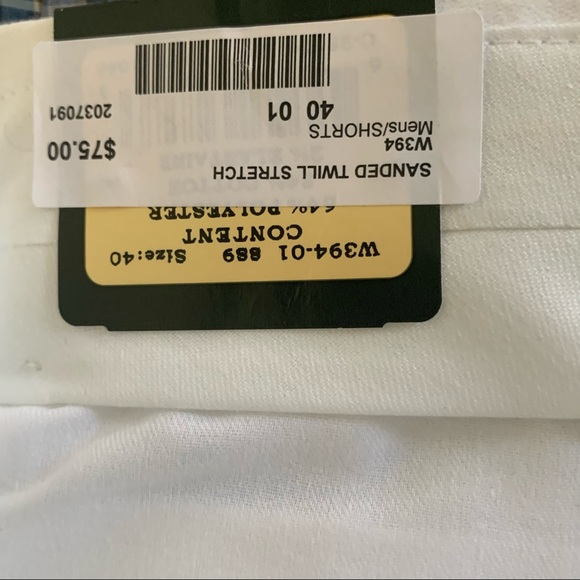 SANDED TWILL STRETCH
W394
Mens/SHORTS
40 01
$75.00
2037091
W394-01 889 Size:40
CONTENT
64% POLYESTER